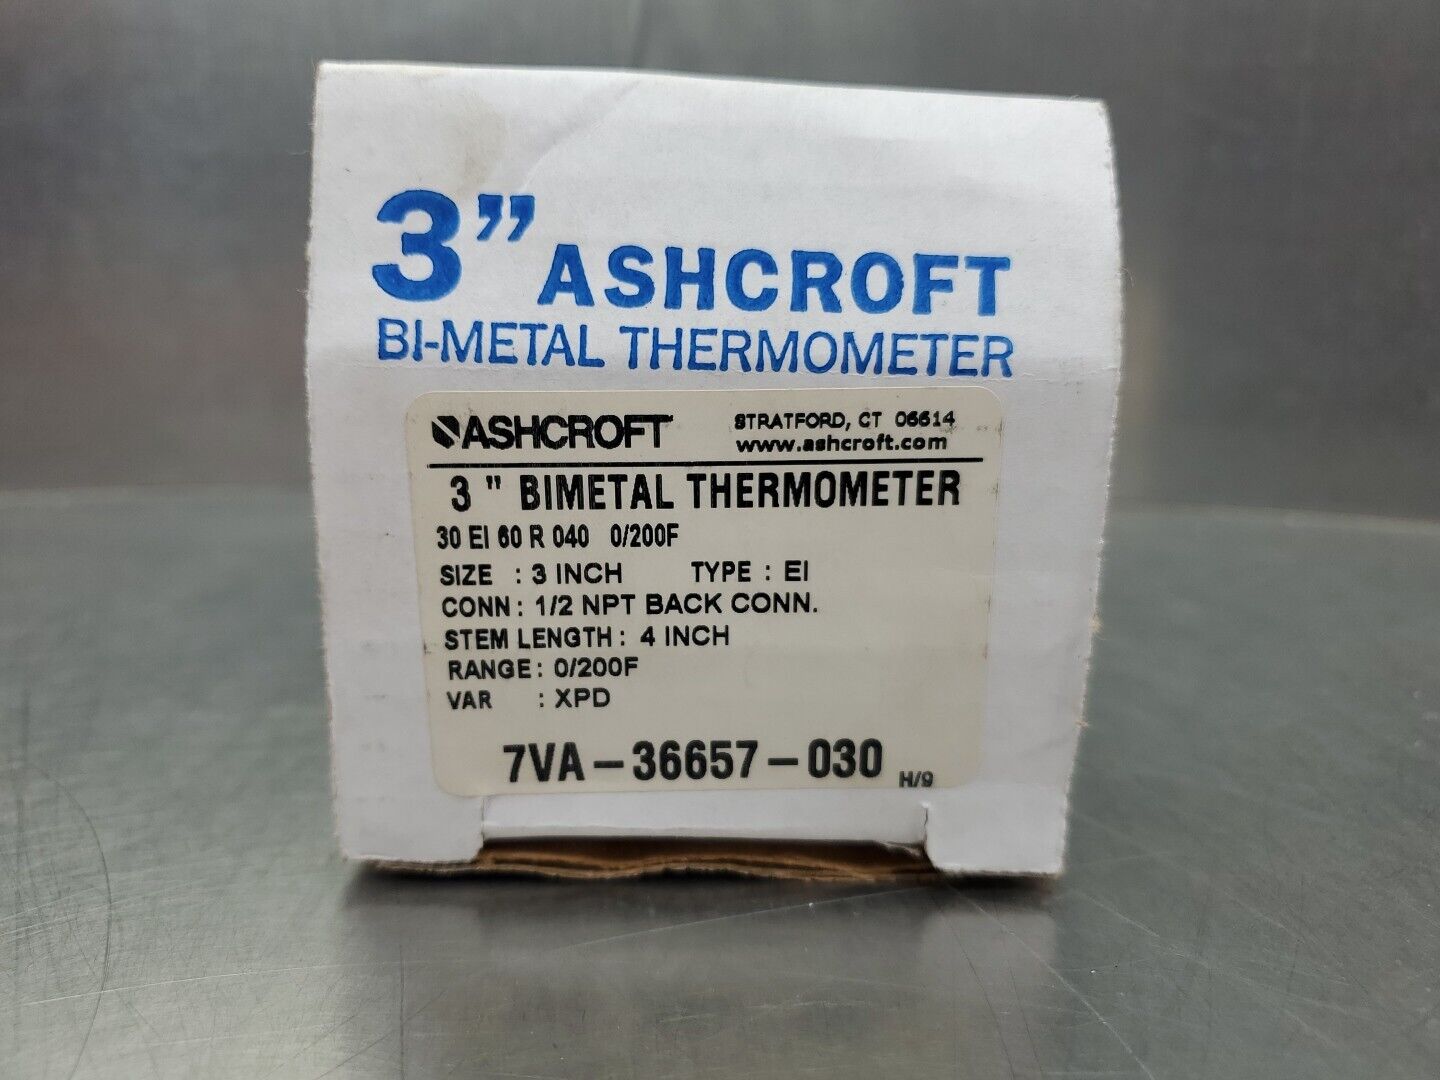 3” ASHCROFT
BI-METAL THERMOMETER
ASHCROFT STRATFORD, CT 06614
www.ashcroft.com
3 " BIMETAL THERMOMETER
30 EI 60 R 040 0/200F
SIZE : 3 INCH TYPE : EI
CONN : 1/2 NPT BACK CONN.
STEM LENGTH : 4 INCH
RANGE : 0/200F
VAR : XPD
7VA-36657-030 H/9